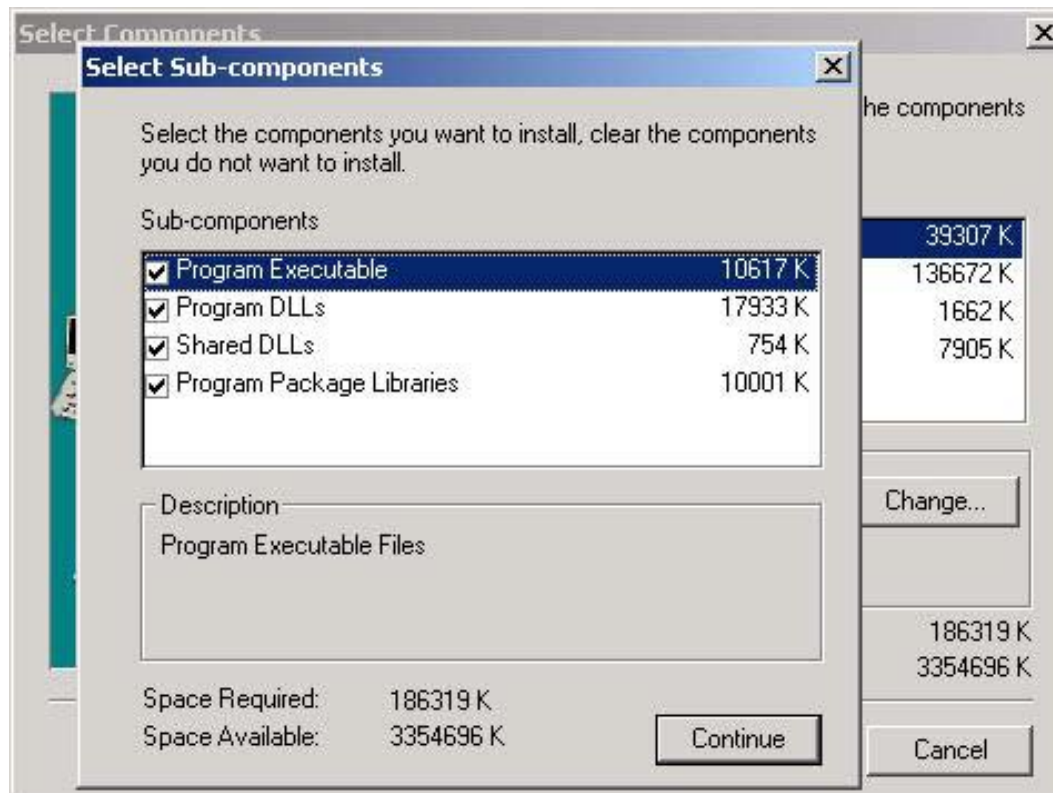 Select Components
Select Sub-components
he components
Select the components you want to install, clear the components
you do not want to install.
Sub-components
Program Executable 10617 K
Program DLLs 17933 K
Shared DLLs 754 K
Program Package Libraries 10001 K
39307 K
136672 K
1662 K
7905 K
Description
Program Executable Files
Change...
186319 K
3354696 K
Space Required: 186319 K
Space Available: 3354696 K
Continue
Cancel